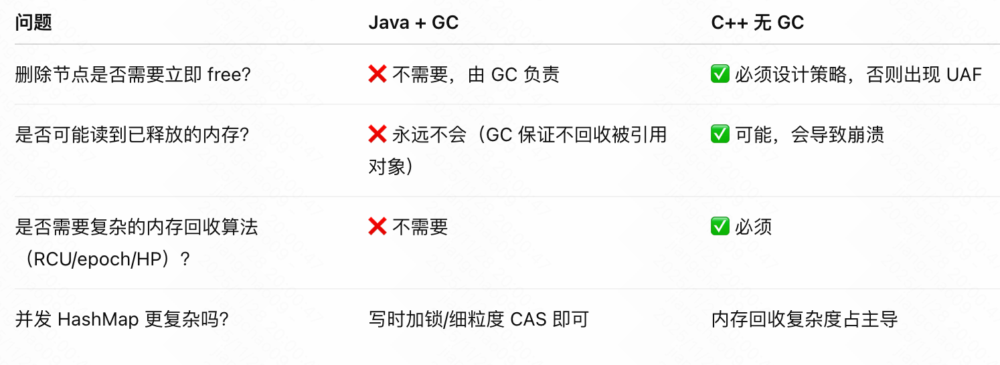 问题 Java + GC C++ 无 GC
删除节点是否需要立即 free? ❌ 不需要，由 GC 负责 ✅ 必须设计策略，否则出现 UAF
是否可能读到已释放的内存? ❌ 永远不会（GC 保证不回收被引用 ✅ 可能，会导致崩溃
对象）
是否需要复杂的内存回收算法 ❌ 不需要 ✅ 必须
（RCU/epoch/HP）?
并发 HashMap 更复杂吗? 写时加锁/细粒度 CAS 即可 内存回收复杂度占主导